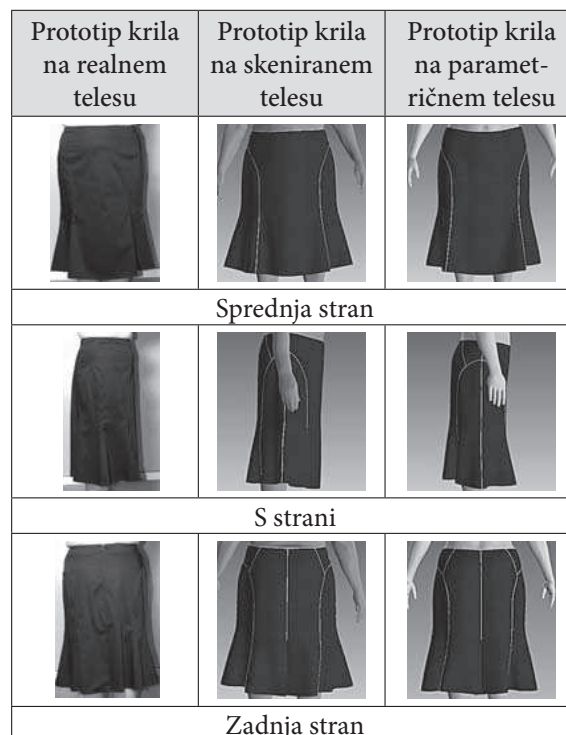 Prototip krila
na realnem
telesu
Prototip krila
na skeniranem
telesu
Prototip krila
na paramet-
ričnem telesu
Sprednja stran
S strani
Zadnja stran